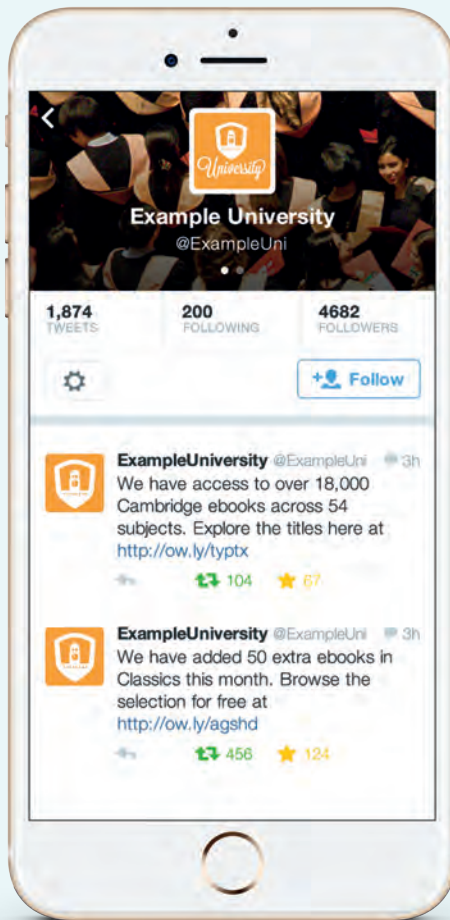 University
Example University
@ExampleUni
1,874 200 4682
TWEETS FOLLOWING FOLLOWERS
Follow
ExampleUniversity @ExampleUni 3h
We have access to over 18,000
Cambridge ebooks across 54
subjects. Explore the titles here at
http://ow.ly/typtx
104 67
ExampleUniversity @ExampleUni 3h
We have added 50 extra ebooks in
Classics this month. Browse the
selection for free at
http://ow.ly/agshd
456 124